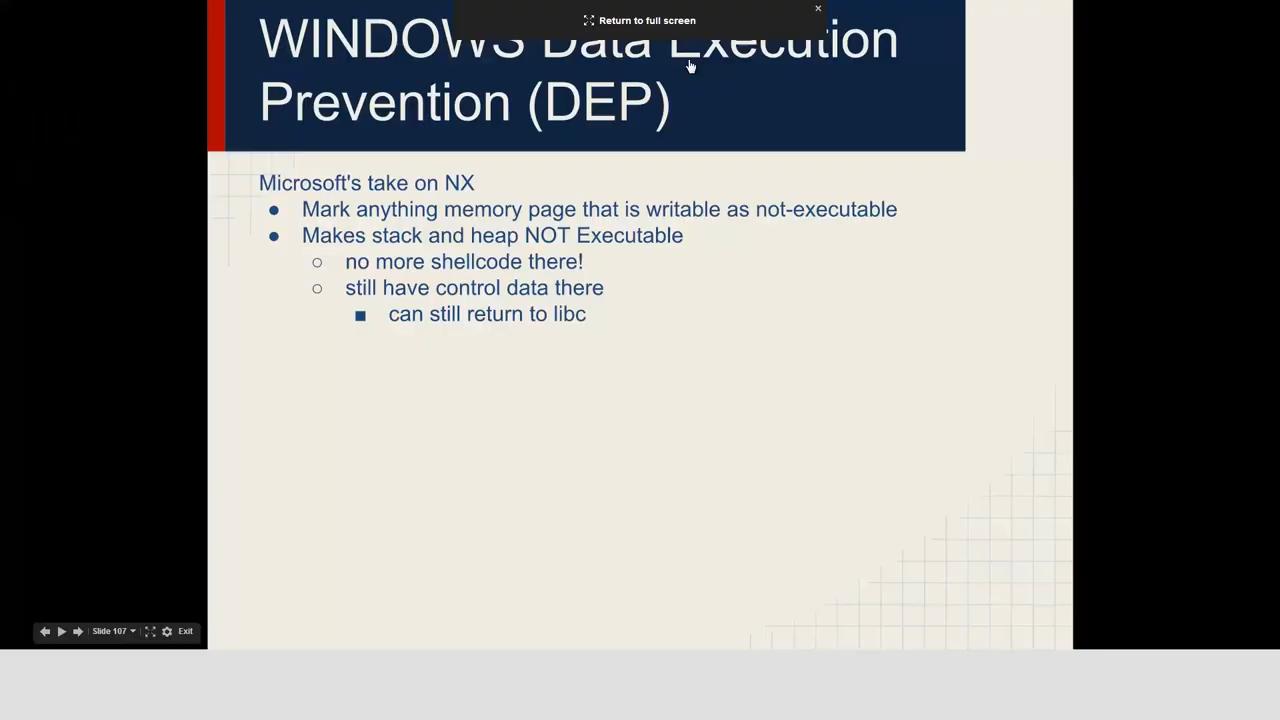 Return to full screen
WINDOWS Data Execution
Prevention (DEP)
Microsoft's take on NX
● Mark anything memory page that is writable as not-executable
● Makes stack and heap NOT Executable
○ no more shellcode there!
○ still have control data there
■ can still return to libc
Slide 107
Exit